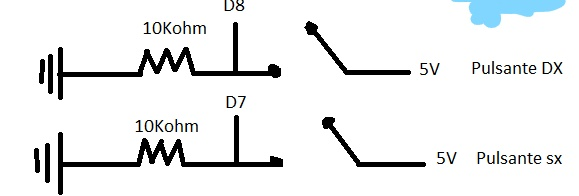 D8
10Kohm
5V Pulsante DX
D7
10Kohm
5V Pulsante sx